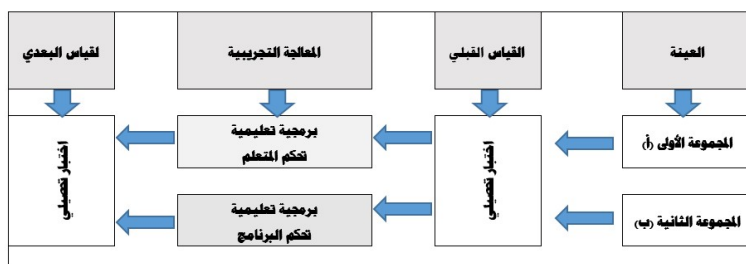 العينة
القياس القبلي
المعالجة التجريبية
لقياس البعدي
المجموعة الأولى (أ)
المجموعة الثانية (ب)
اختبار تحصيلي
برمجية تعليمية
تحكم المتعلم
برمجية تعليمية
تحكم البرنامج
اختبار تحصيلي